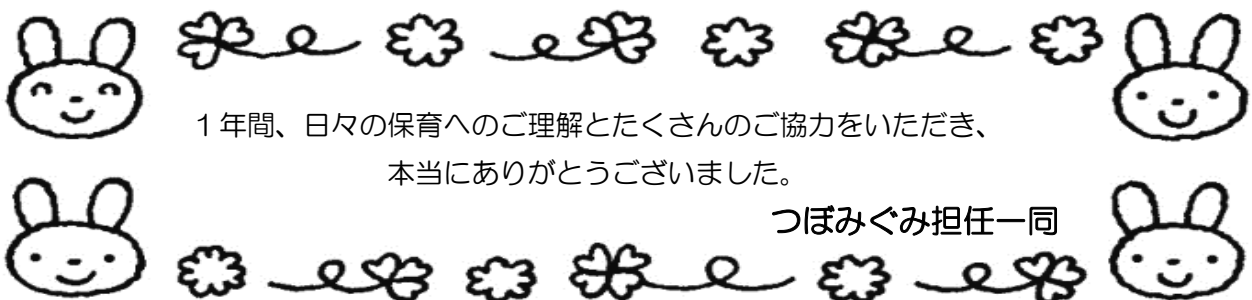 １年間、日々の保育へのご理解とたくさんのご協力をいただき、
本当にありがとうございました。
つぼみぐみ担任一同